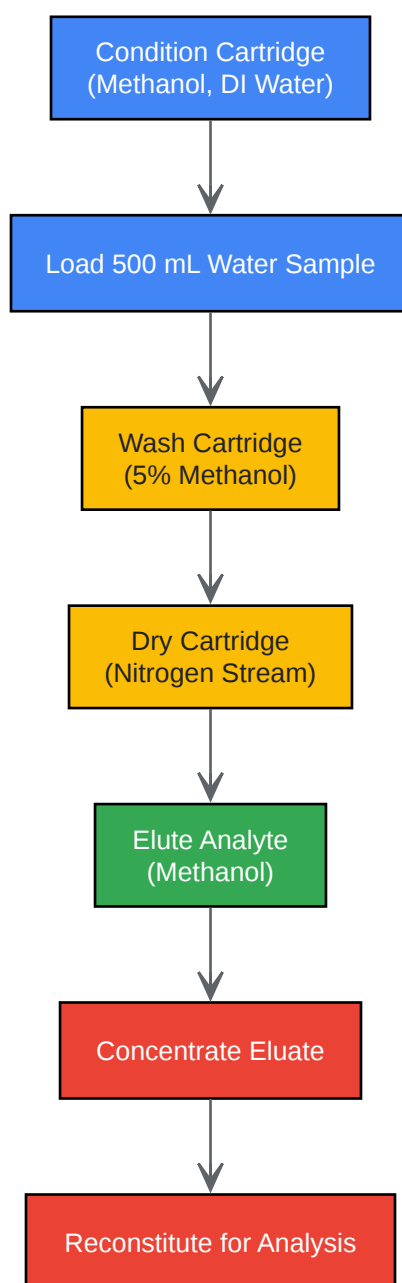 Condition Cartridge
(Methanol, DI Water)
Load 500 mL Water Sample
Wash Cartridge
(5% Methanol)
Dry Cartridge
(Nitrogen Stream)
Elute Analyte
(Methanol)
Concentrate Eluate
Reconstitute for Analysis